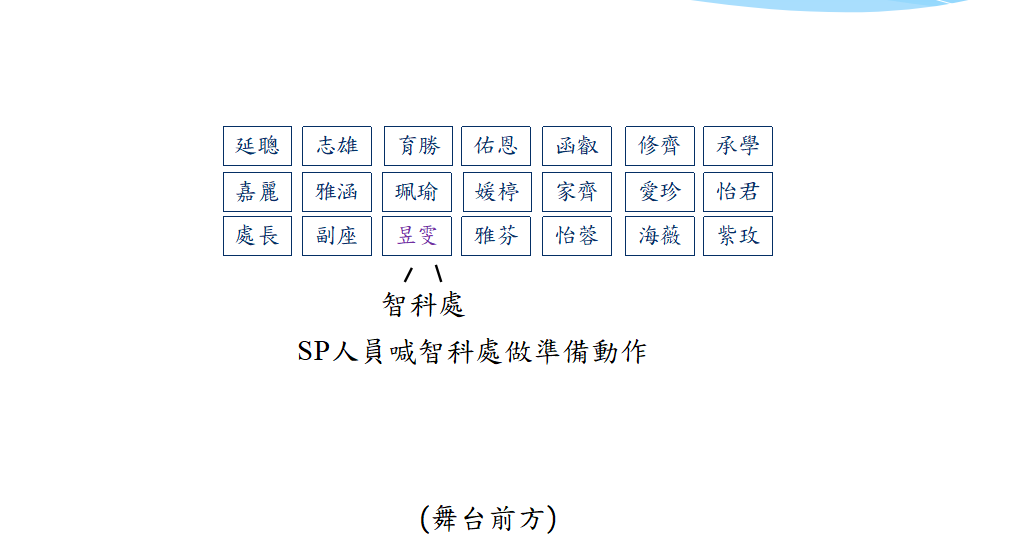 延聰 志雄 育勝 佑恩 函叡 修齊 承學
嘉麗 雅涵 珮瑜 媛婷 家齊 愛珍 怡君
處長 副座 昱雯 雅芬 怡蓉 海薇 紫玫
智科處
SP人員喊智科處做準備動作
(舞台前方)